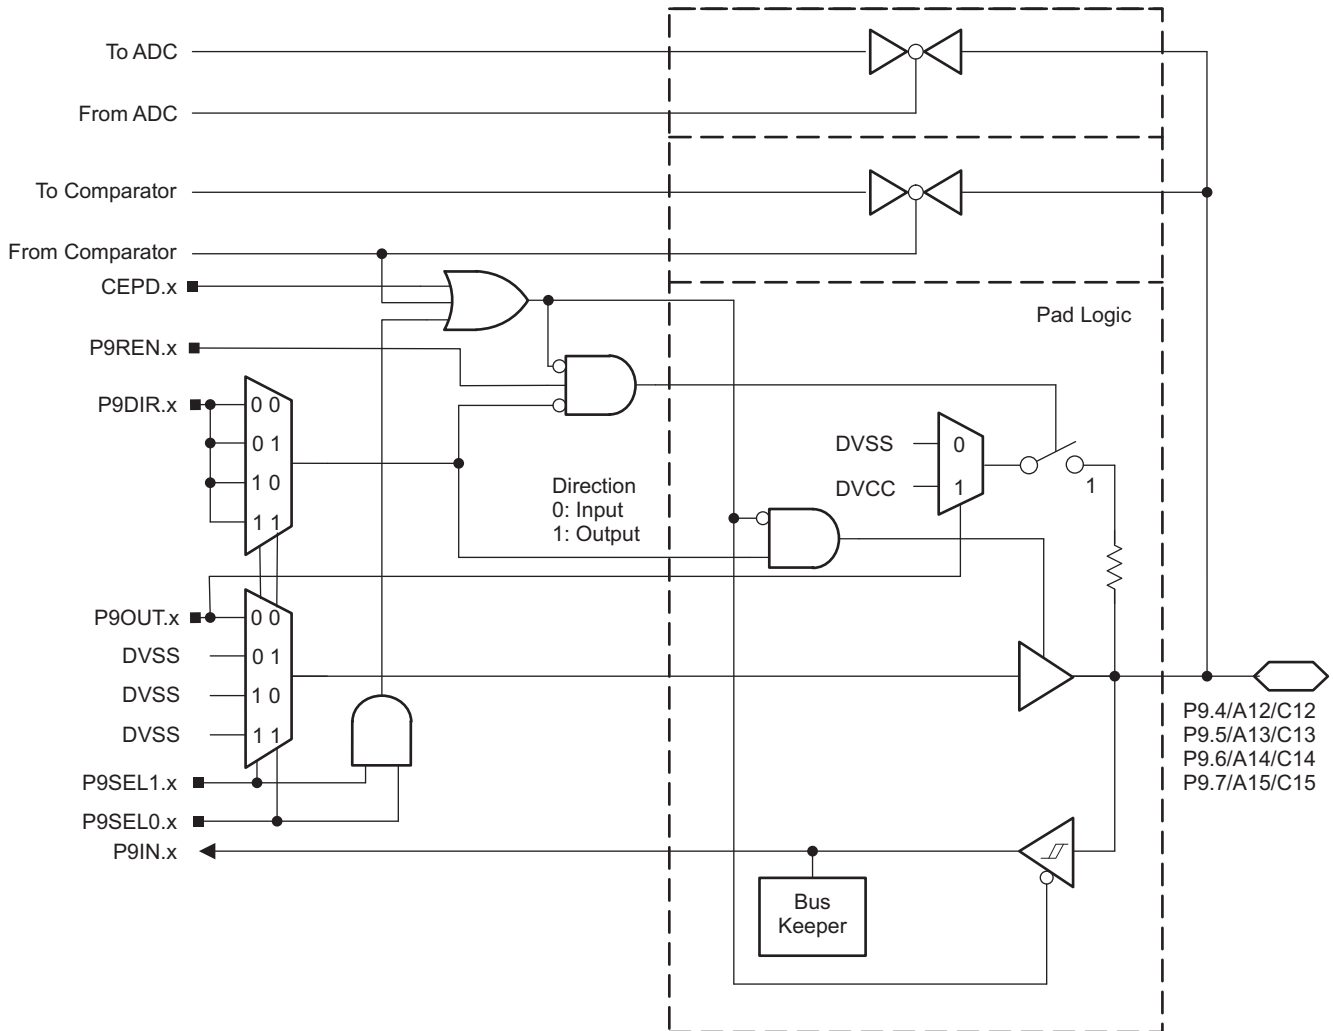 To ADC
From ADC
To Comparator
From Comparator
CEPD.x
Pad Logic
P9REN.x
P9DIR.x
0 0
0 1
1 0
1 1
DVSS
0
DVCC
1
1
Direction
0: Input
1: Output
P9OUT.x
0 0
DVSS
0 1
DVSS
1 0
DVSS
1 1
P9.4/A12/C12
P9.5/A13/C13
P9.6/A14/C14
P9.7/A15/C15
P9SEL1.x
P9SEL0.x
P9IN.x
Bus
Keeper